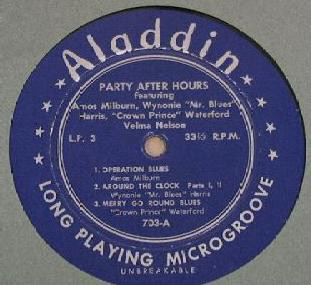 Aladdin
PARTY AFTER HOURS
Featuring
Amos Milburn, Wynonie "Mr. Blues"
Harris, "Crown Prince" Waterford
Velma Nelson
L.P. 3 33⅓ R.P.M.
1. OPERATION BLUES
Amos Milburn
2. AROUND THE CLOCK Parts I, II
Wynonie "Mr. Blues" Harris
3. MERRY GO ROUND BLUES
"Crown Prince" Waterford
703-A
LONG PLAYING MICROGROOVE
UNBREAKABLE